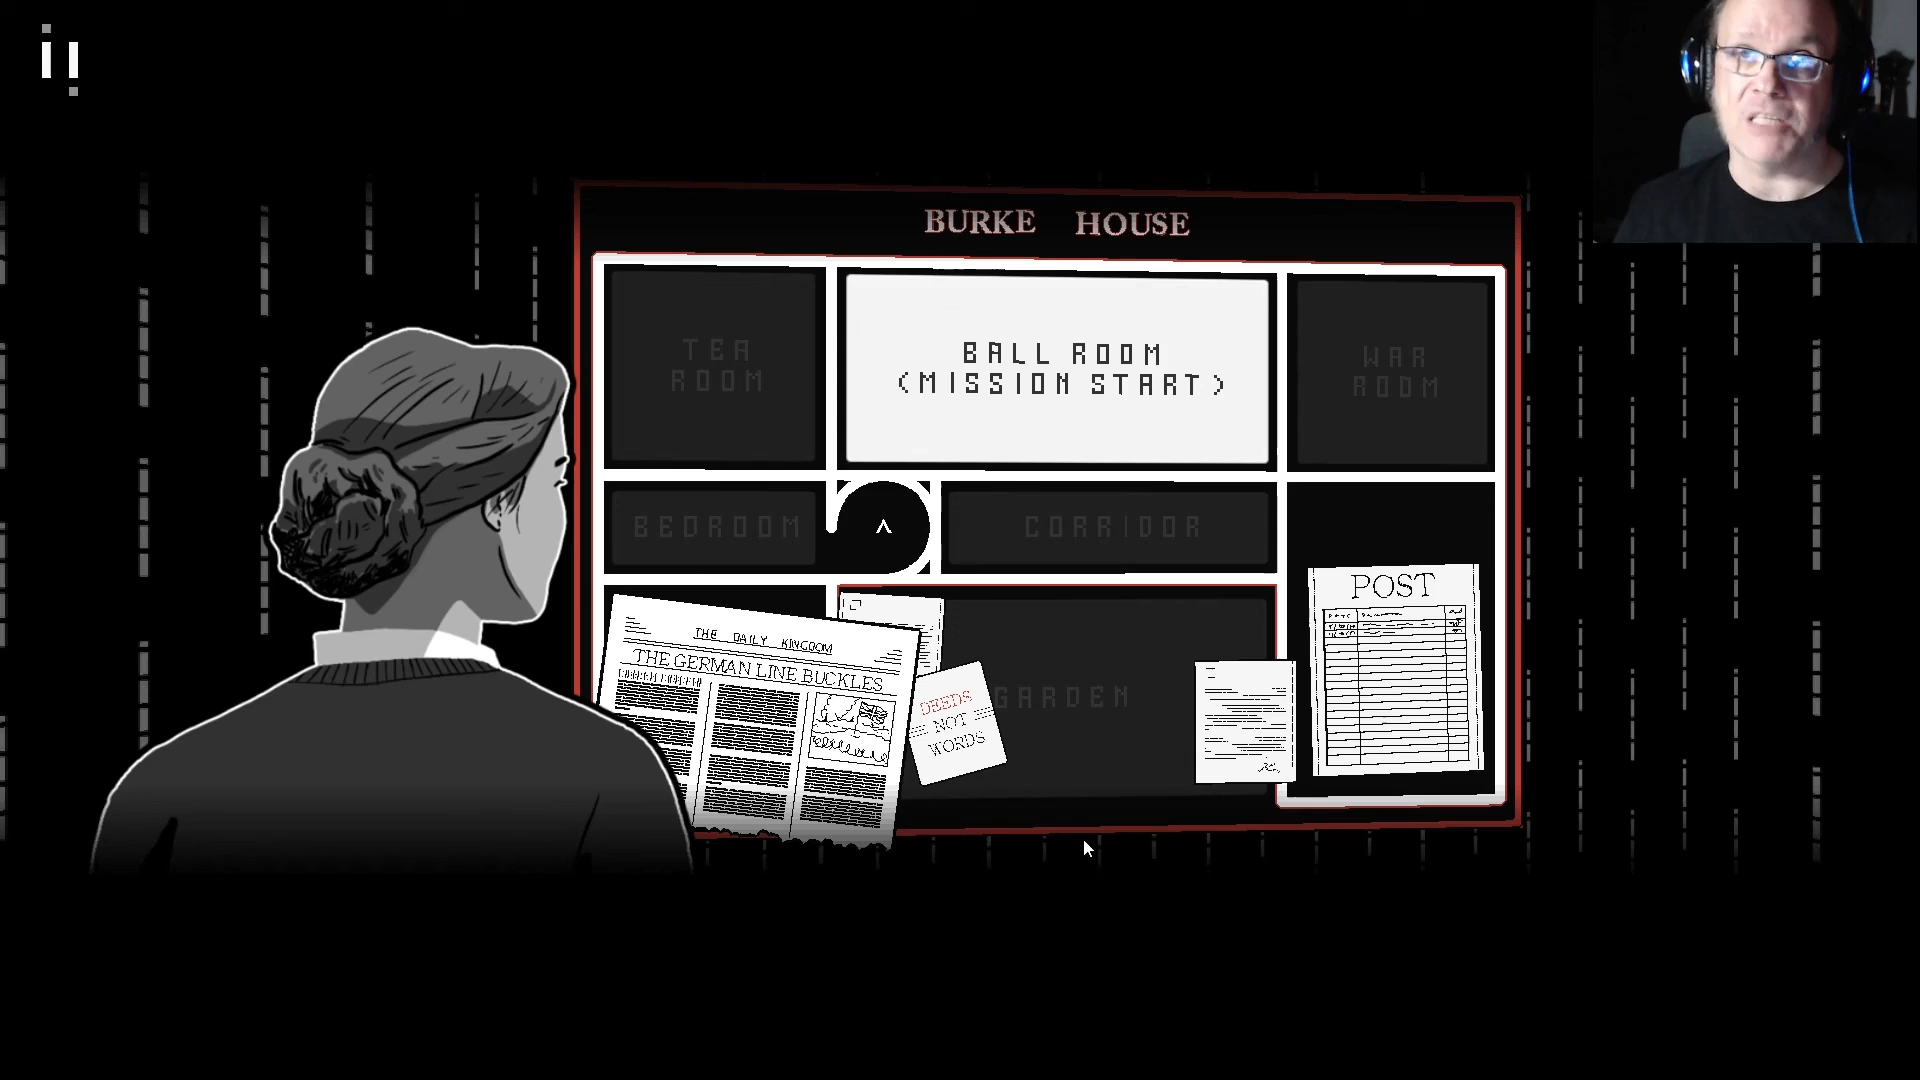 BURKE HOUSE
TEA
ROOM
BALL ROOM
(MISSION START)
WAR
ROOM
BEDROOM
^
CORRIDOR
THE DAILY KINGDOM
THE GERMAN LINE BUCKLES
DEEDS
NOT
WORDS
GARDEN
POST